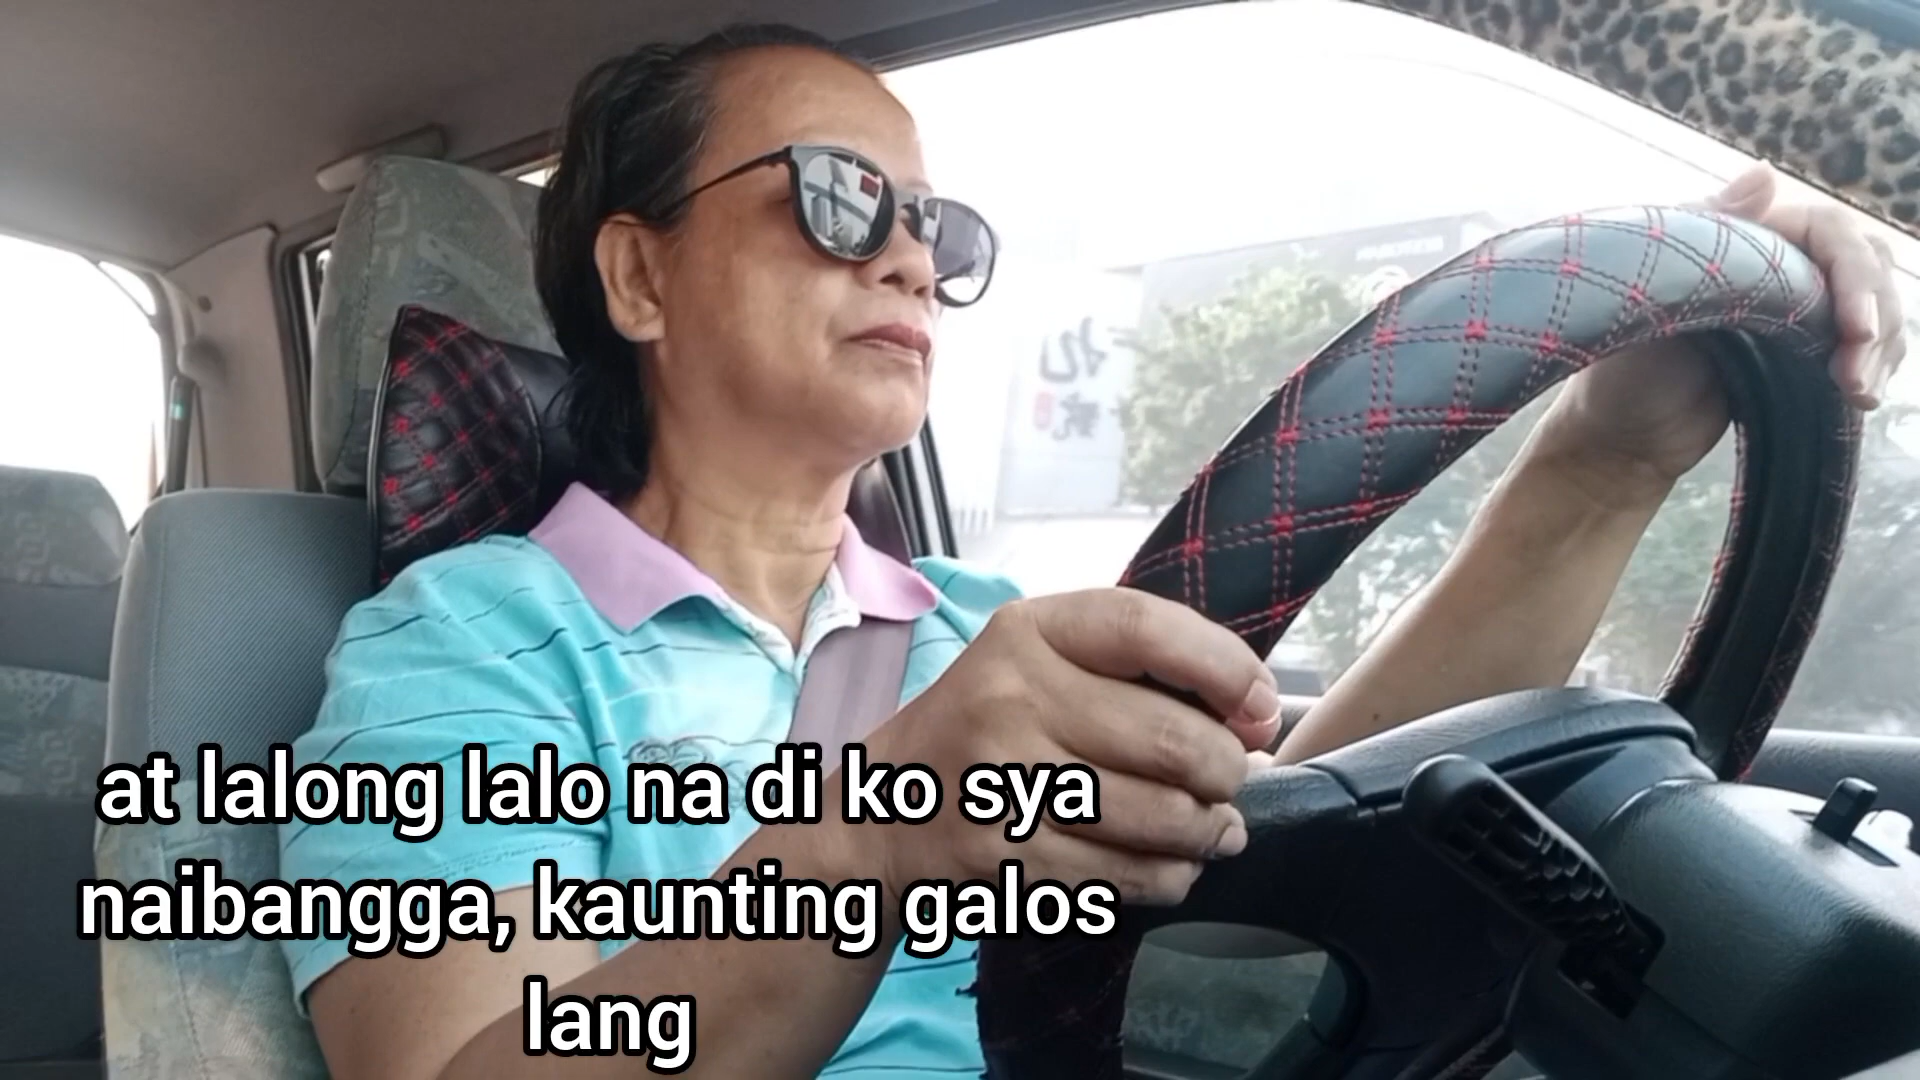 at lalong lalo na di ko sya
naibangga, kaunting galos
lang